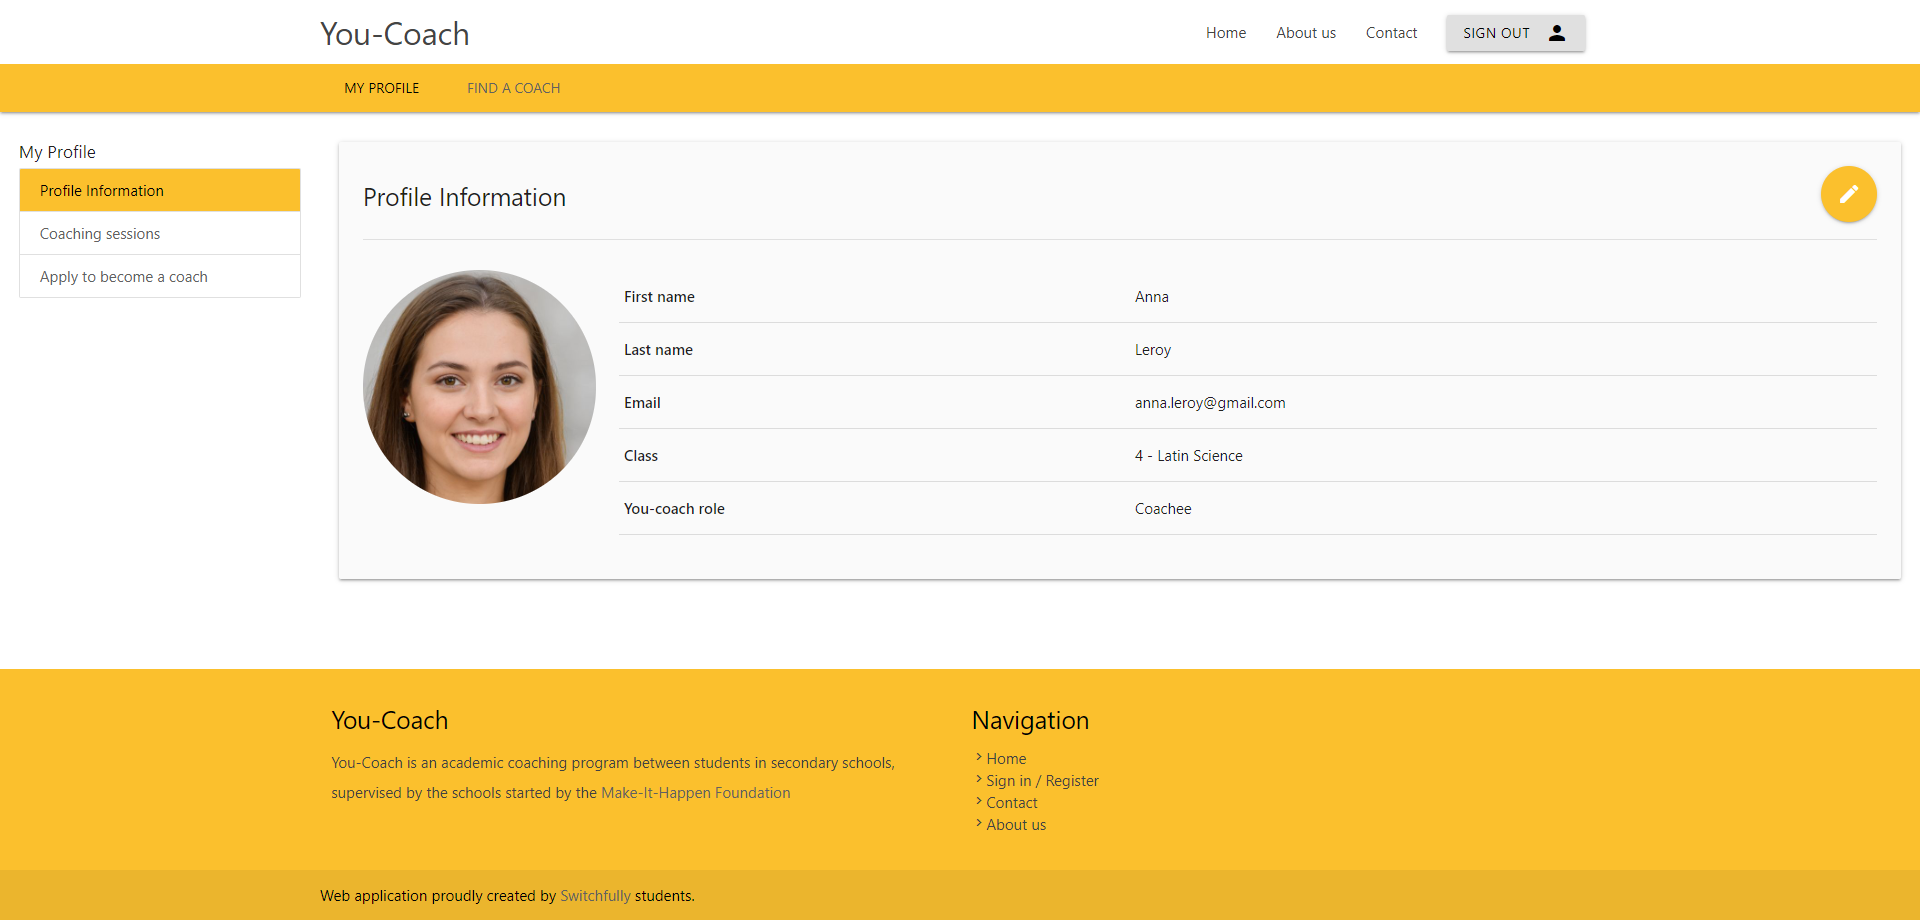 You-Coach
Home
About us
Contact
SIGN OUT
MY PROFILE
FIND A COACH
My Profile
Profile Information
Coaching sessions
Apply to become a coach
Profile Information
First name Anna
Last name Leroy
Email anna.leroy@gmail.com
Class 4 - Latin Science
You-coach role Coachee
You-Coach
You-Coach is an academic coaching program between students in secondary schools,
supervised by the schools started by the Make-It-Happen Foundation
Navigation
Home
Sign in / Register
Contact
About us
Web application proudly created by Switchfully students.